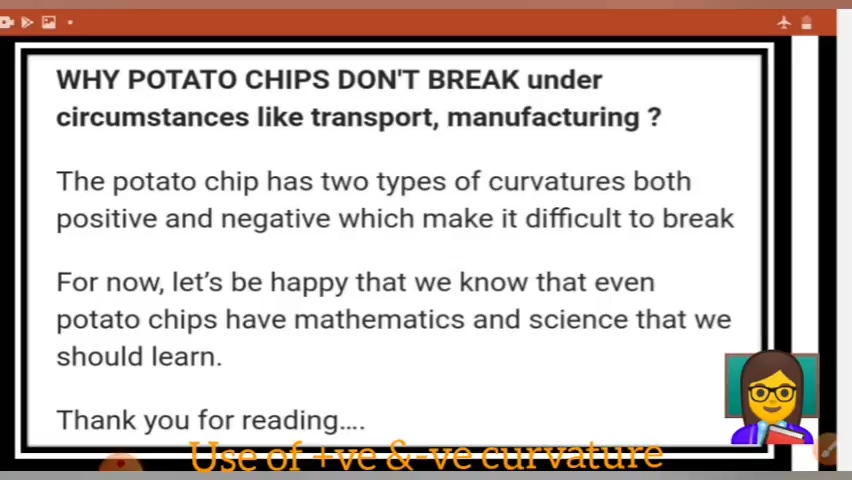 WHY POTATO CHIPS DON'T BREAK under
circumstances like transport, manufacturing ?
The potato chip has two types of curvatures both
positive and negative which make it difficult to break
For now, let's be happy that we know that even
potato chips have mathematics and science that we
should learn.
Thank you for reading....
Use of +ve &-ve curvature